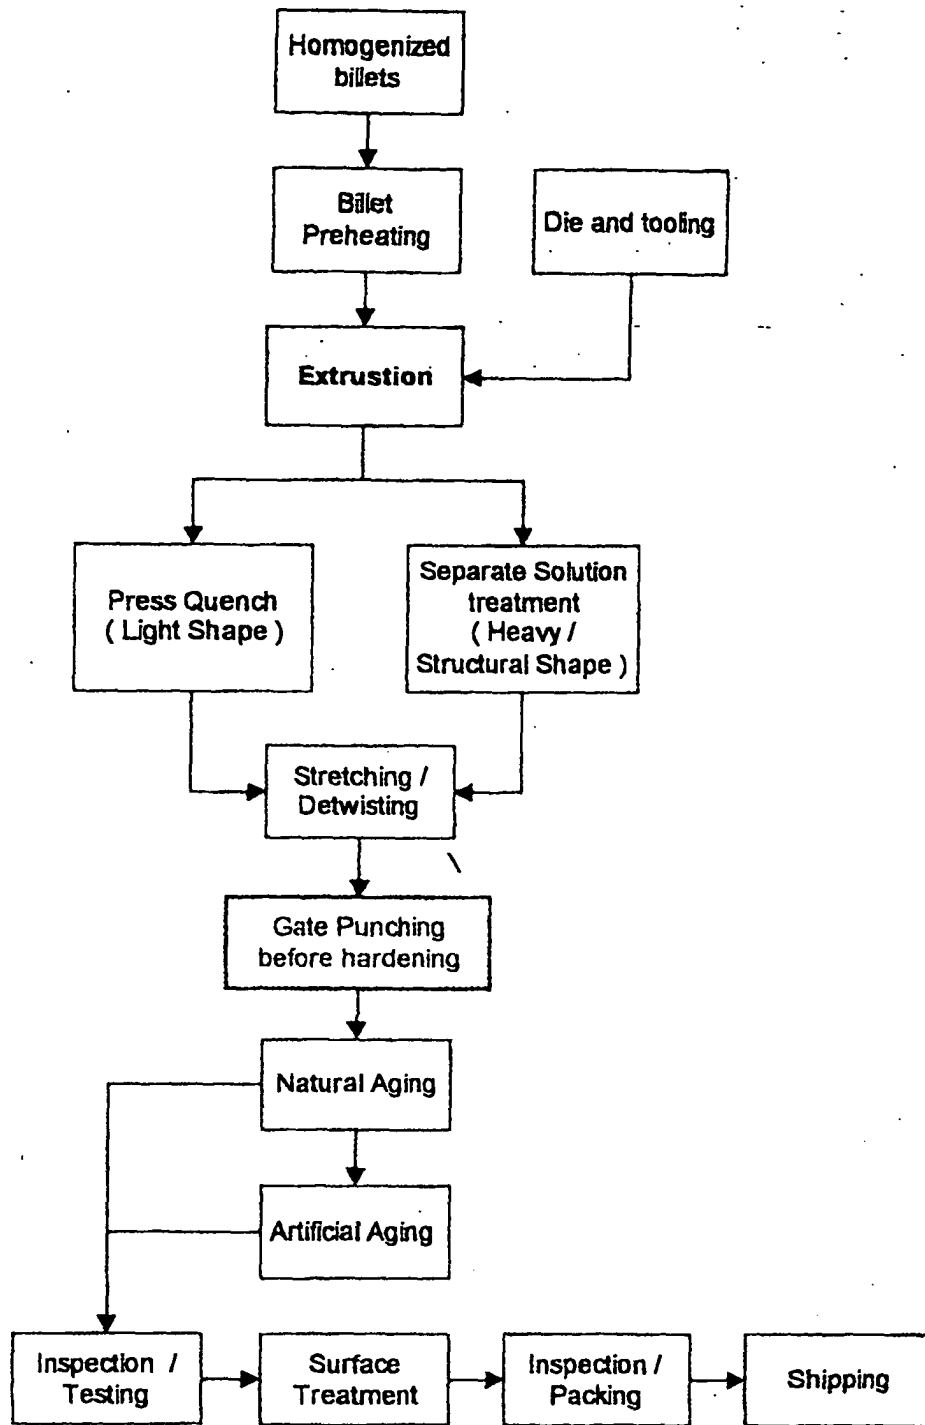 Homogenized
billets
Billet
Preheating
Die and tooling
Extrustion
Press Quench
( Light Shape )
Separate Solution
treatment
( Heavy /
Structural Shape )
Stretching /
Detwisting
Gate Punching
before hardening
Natural Aging
Artificial Aging
Inspection /
Testing
Surface
Treatment
Inspection /
Packing
Shipping